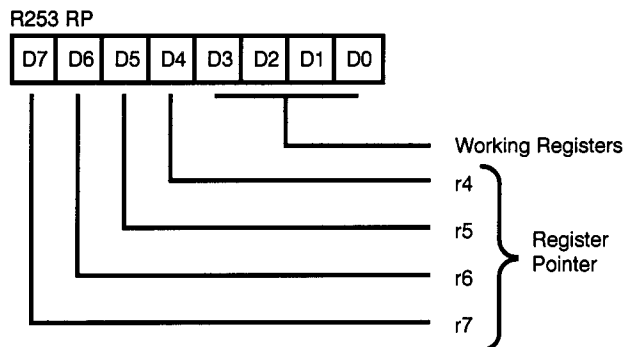 R253 RP
D7 D6 D5 D4 D3 D2 D1 D0
Working Registers
r4
r5
r6
r7
Register
Pointer